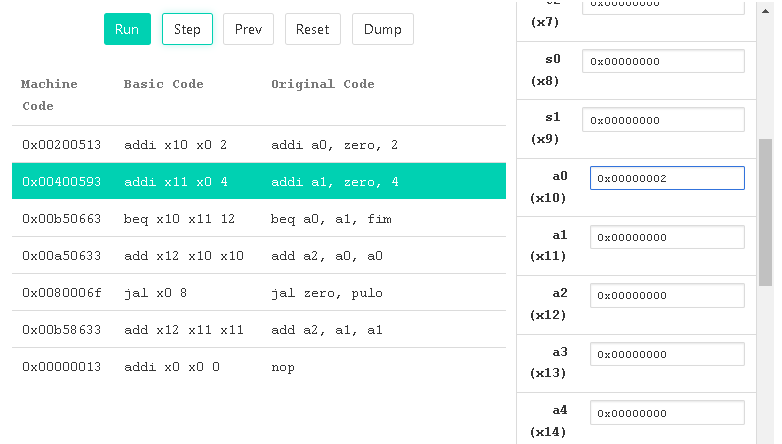 Run Step Prev Reset Dump
Machine Code Basic Code Original Code
0x00200513 addi x10 x0 2 addi a0, zero, 2
0x00400593 addi x11 x0 4 addi a1, zero, 4
0x00b50663 beq x10 x11 12 beq a0, a1, fim
0x00a50633 add x12 x10 x10 add a2, a0, a0
0x0080006f jal x0 8 jal zero, pulo
0x00b58633 add x12 x11 x11 add a2, a1, a1
0x00000013 addi x0 x0 0 nop
(x7)
s0 (x8) 0x00000000
s1 (x9) 0x00000000
a0 (x10) 0x00000002
a1 (x11) 0x00000000
a2 (x12) 0x00000000
a3 (x13) 0x00000000
a4 (x14) 0x00000000